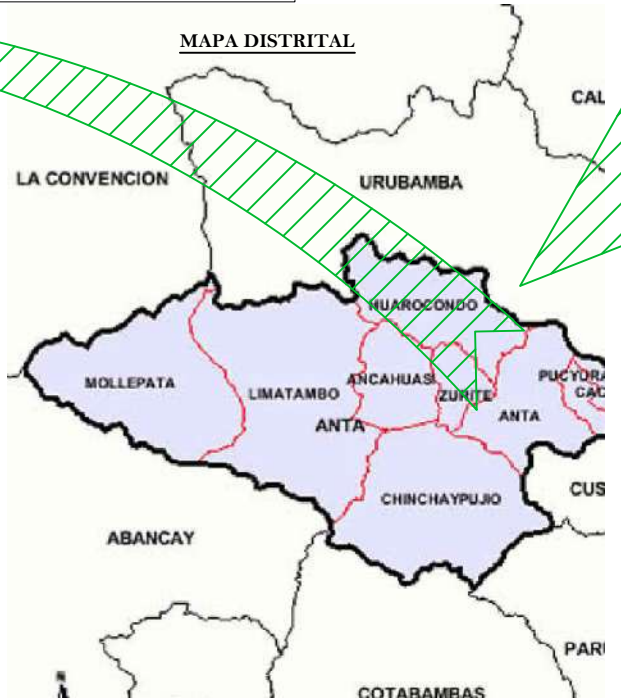 MAPA DISTRITAL
CAL
LA CONVENCION
URUBAMBA
HUAROCONDO
MOLLEPATA
LIMATAMBO
ANCAHUASI
ZURITE
PUCYURA
CAC
ANTA
ANTA
CHINCHAYPUJIO
CUS
ABANCAY
PARU
COTABAMBAS
N